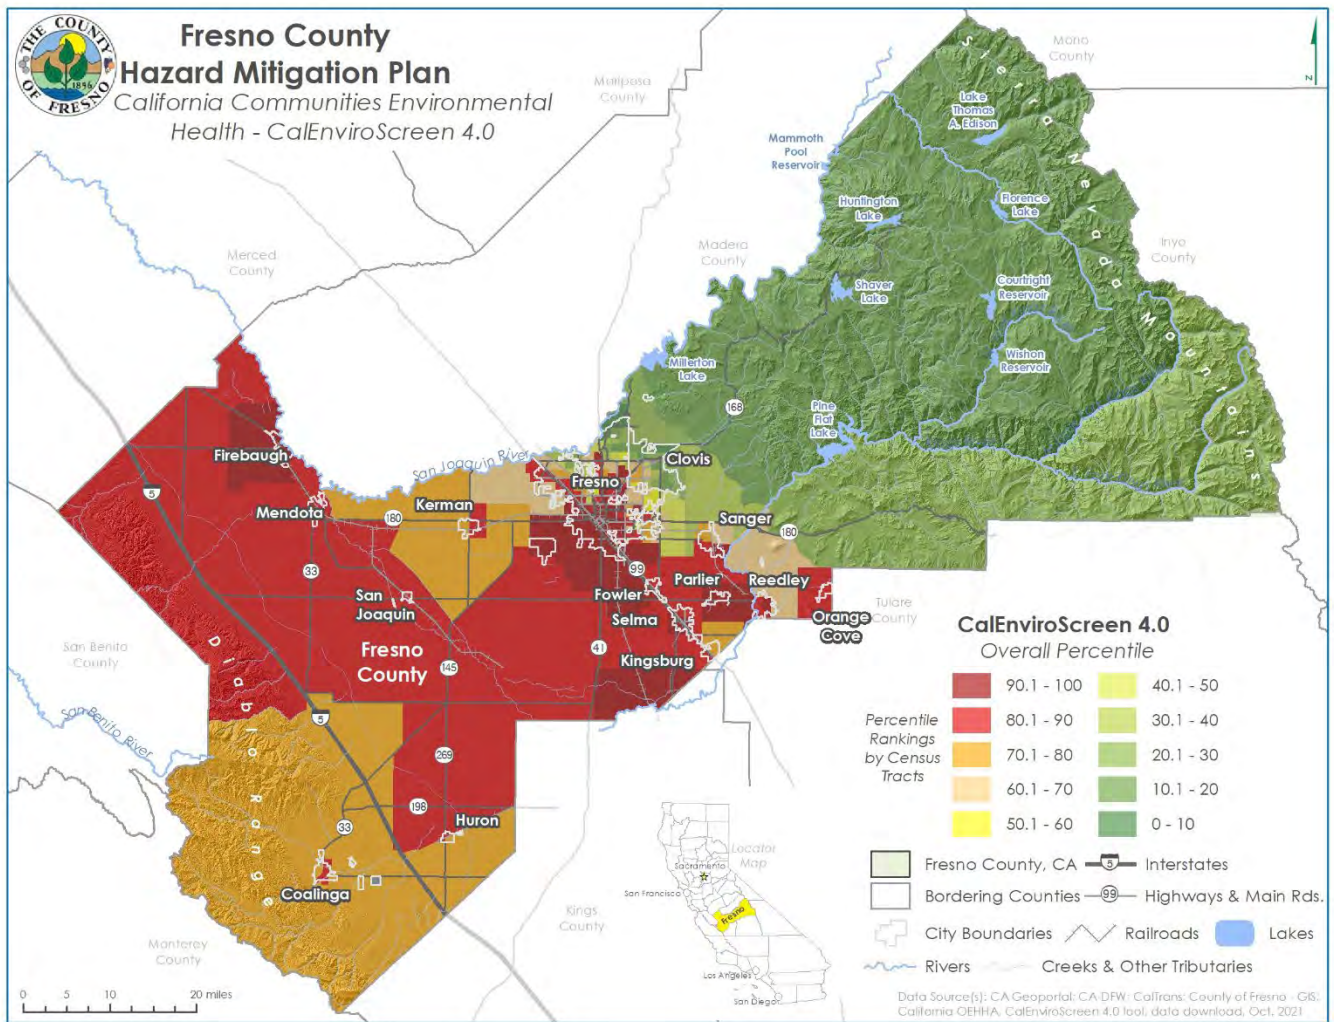 THE COUNTY
OF FRESNO
1856
Fresno County
Hazard Mitigation Plan
California Communities Environmental
Health - CalEnviroScreen 4.0
Mono
County
Mariposa
County
N
Sierra Nevada Mountains
Lake
Thomas
A. Edison
Mammoth
Pool
Reservoir
Huntington
Lake
Florence
Lake
Inyo
County
Merced
County
Madera
County
Shaver
Lake
Courtright
Reservoir
Wishon
Reservoir
Millerton
Lake
168
Pine
Flat
Lake
San Joaquin River
Firebaugh
Clovis
Fresno
5
Mendota
Kerman
180
Sanger
180
33
99
San
Joaquin
Fowler
Parlier
Reedley
Selma
Orange
Cove
Tulare
County
Fresno
County
41
Kingsburg
145
San Benito
County
San Benito
River
Diablo Range
5
269
198
33
Huron
Coalinga
Kings
County
Monterey
County
CalEnviroScreen 4.0
Overall Percentile
Percentile
Rankings
by Census
Tracts
90.1 - 100
80.1 - 90
70.1 - 80
60.1 - 70
50.1 - 60
40.1 - 50
30.1 - 40
20.1 - 30
10.1 - 20
0 - 10
Fresno County, CA
5 Interstates
Bordering Counties
99 Highways & Main Rds.
City Boundaries
Railroads
Lakes
Rivers
Creeks & Other Tributaries
Locator
Map
Sacramento
San Francisco
Fresno
Los Angeles
San Diego
0 5 10 20 miles
Data Source(s): CA Geoportal; CA DFW; CalTrans; County of Fresno - GIS;
California OEHHA, CalEnviroScreen 4.0 tool, data download, Oct. 2021